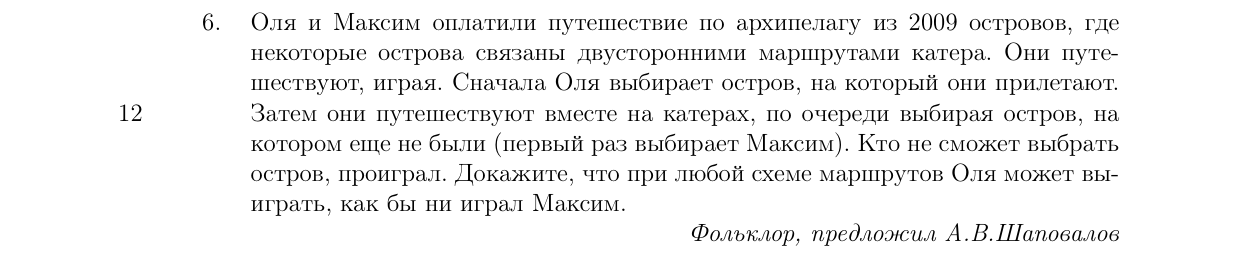 6. Оля и Максим оплатили путешествие по архипелагу из 2009 островов, где
некоторые острова связаны двусторонними маршрутами катера. Они путе-
шествуют, играя. Сначала Оля выбирает остров, на который они прилетают.
12 Затем они путешествуют вместе на катерах, по очереди выбирая остров, на
котором еще не были (первый раз выбирает Максим). Кто не сможет выбрать
остров, проиграл. Докажите, что при любой схеме маршрутов Оля может вы-
играть, как бы ни играл Максим.
Фольклор, предложил А.В.Шаповалов